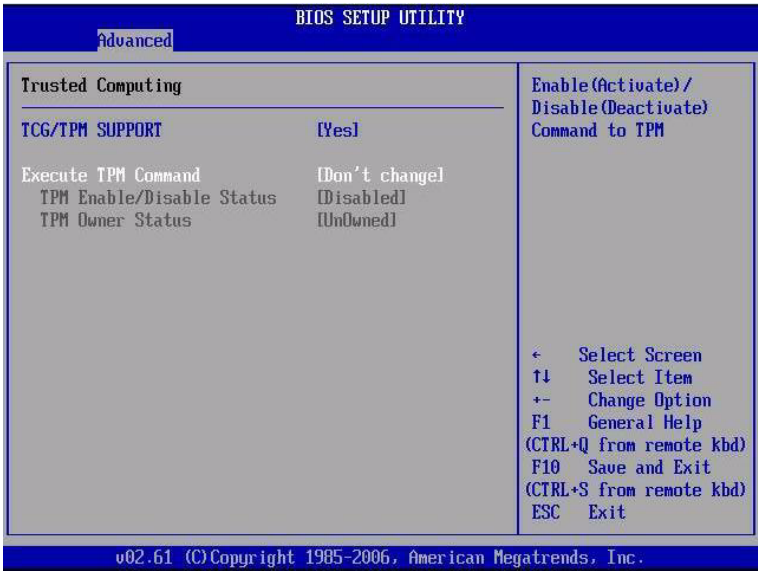 BIOS SETUP UTILITY
Advanced
Trusted Computing
TCG/TPM SUPPORT [Yes]
Execute TPM Command [Don't change]
TPM Enable/Disable Status [Disabled]
TPM Owner Status [UnOwned]
Enable(Activate)/
Disable(Deactivate)
Command to TPM
← Select Screen
↑↓ Select Item
+- Change Option
F1 General Help
(CTRL+Q from remote kbd)
F10 Save and Exit
(CTRL+S from remote kbd)
ESC Exit
v02.61 (C)Copyright 1985-2006, American Megatrends, Inc.